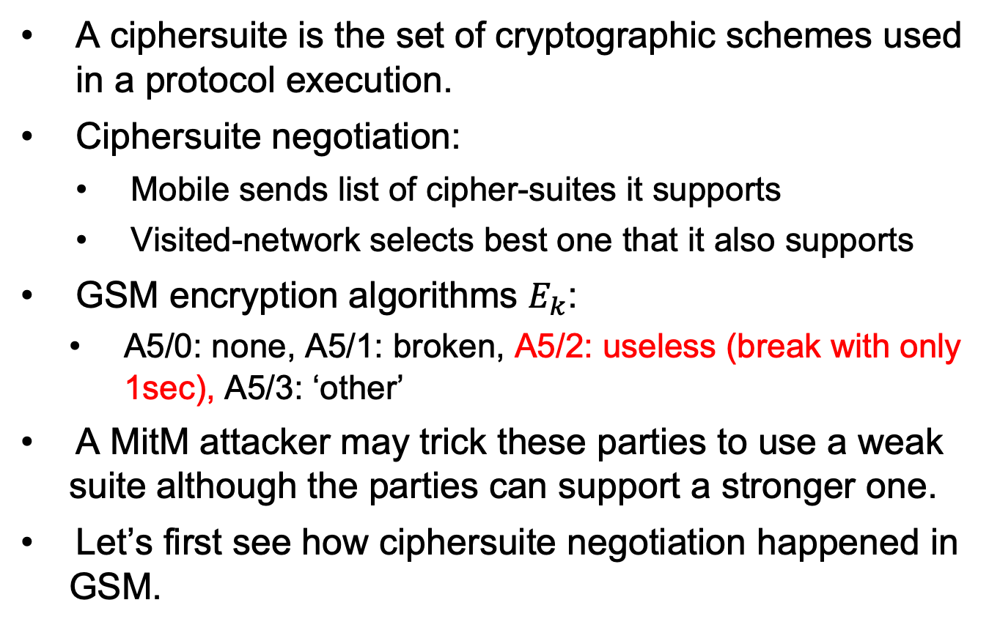 • A ciphersuite is the set of cryptographic schemes used
in a protocol execution.
• Ciphersuite negotiation:
• Mobile sends list of cipher-suites it supports
• Visited-network selects best one that it also supports
• GSM encryption algorithms Eₖ:
• A5/0: none, A5/1: broken, A5/2: useless (break with only
1sec), A5/3: ‘other’
• A MitM attacker may trick these parties to use a weak
suite although the parties can support a stronger one.
• Let’s first see how ciphersuite negotiation happened in
GSM.